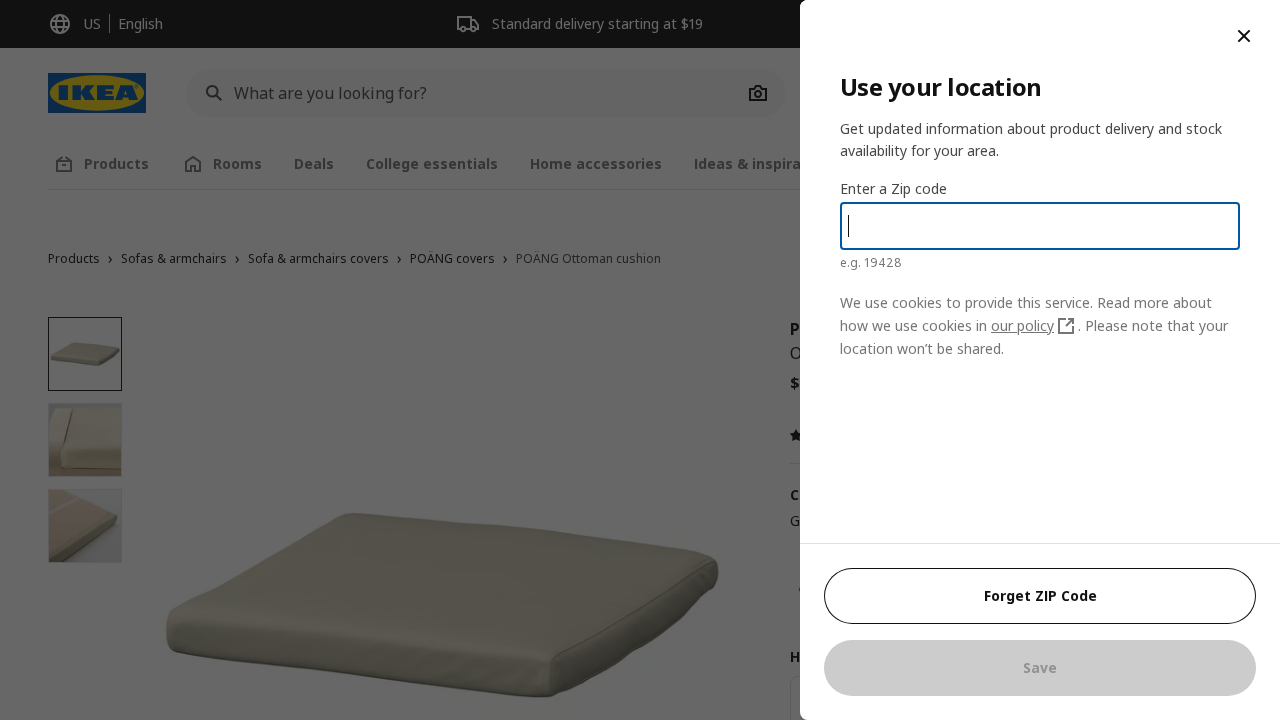 US
English
Standard delivery starting at $19
IKEA
What are you looking for?
Products
Rooms
Deals
College essentials
Home accessories
Ideas & inspira
Products › Sofas & armchairs › Sofa & armchairs covers › POÄNG covers › POÄNG Ottoman cushion
P
O
$
C
G
H
Use your location
Get updated information about product delivery and stock
availability for your area.
Enter a Zip code
e.g. 19428
We use cookies to provide this service. Read more about
how we use cookies in our policy . Please note that your
location won’t be shared.
Forget ZIP Code
Save